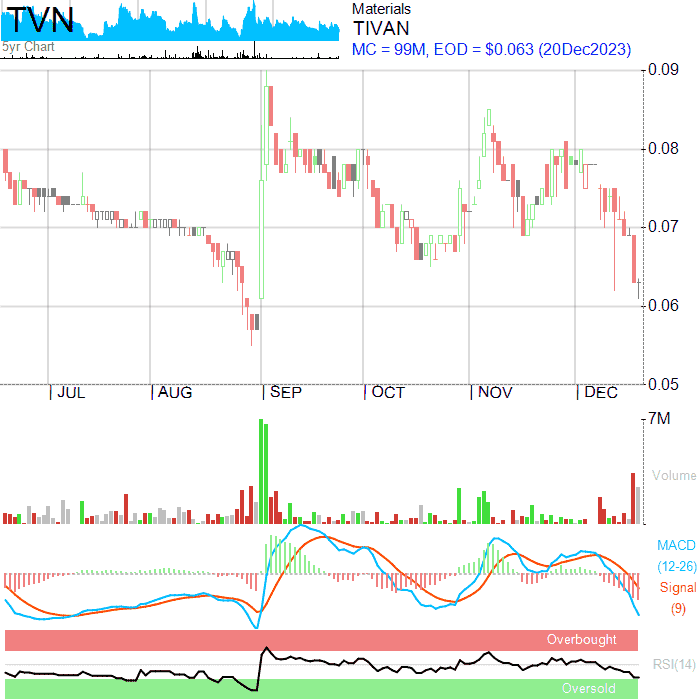 TVN
Materials
TIVAN
MC = 99M, EOD = $0.063 (20Dec2023)
5yr Chart
0.09
0.08
0.07
0.06
0.05
JUL AUG SEP OCT NOV DEC
7M
Volume
MACD
(12-26)
Signal
(9)
Overbought
RSI(14)
Oversold